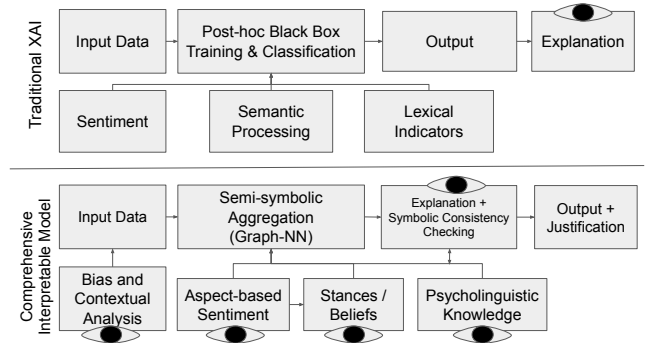 Traditional XAI
Input Data
Post-hoc Black Box
Training & Classification
Output
Explanation
Sentiment
Semantic
Processing
Lexical
Indicators
Comprehensive
Interpretable Model
Input Data
Semi-symbolic
Aggregation
(Graph-NN)
Explanation +
Symbolic Consistency
Checking
Output +
Justification
Bias and
Contextual
Analysis
Aspect-based
Sentiment
Stances /
Beliefs
Psycholinguistic
Knowledge